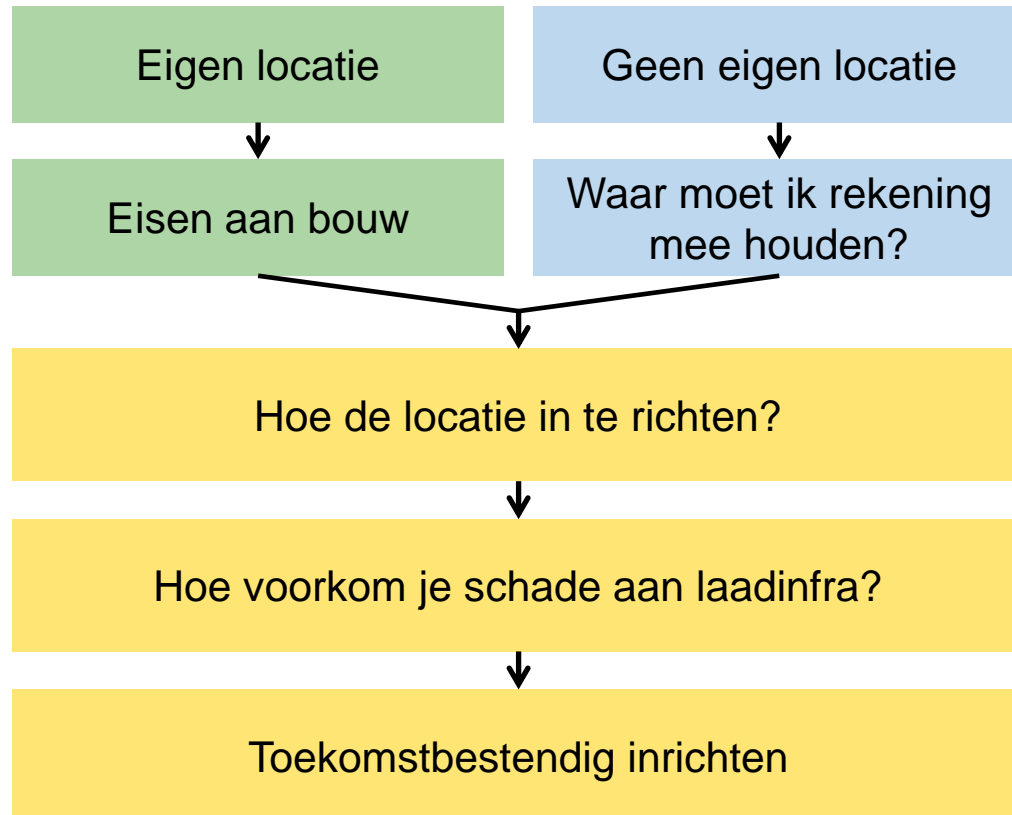 Eigen locatie
Geen eigen locatie
Eisen aan bouw
Waar moet ik rekening
mee houden?
Hoe de locatie in te richten?
Hoe voorkom je schade aan laadinfra?
Toekomstbestendig inrichten